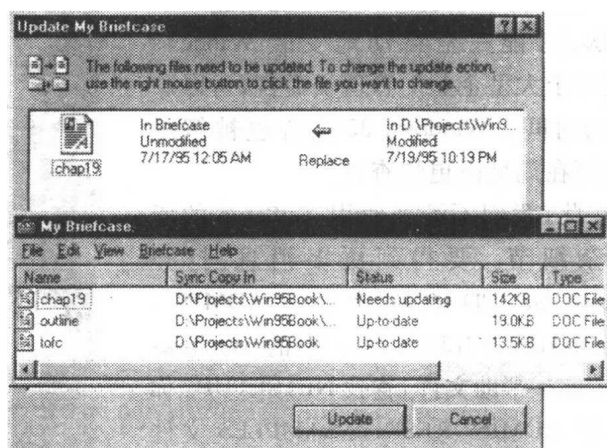 Update My Briefcase
The following files need to be updated. To change the update action,
use the right mouse button to click the file you want to change.
In Briefcase
Unmodified
7/17/95 12:05 AM
chap19
Replace
In D:\Projects\Win9...
Modified
7/19/95 10:19 PM
My Briefcase
File Edit View Briefcase Help
Name Sync Copy In Status Size Type
chap19 D:\Projects\Win95Book\... Needs updating 142KB DOC File
outline D:\Projects\Win95Book\... Up-to-date 19.0KB DOC File
tofc D:\Projects\Win95Book Up-to-date 13.5KB DOC File
Update Cancel